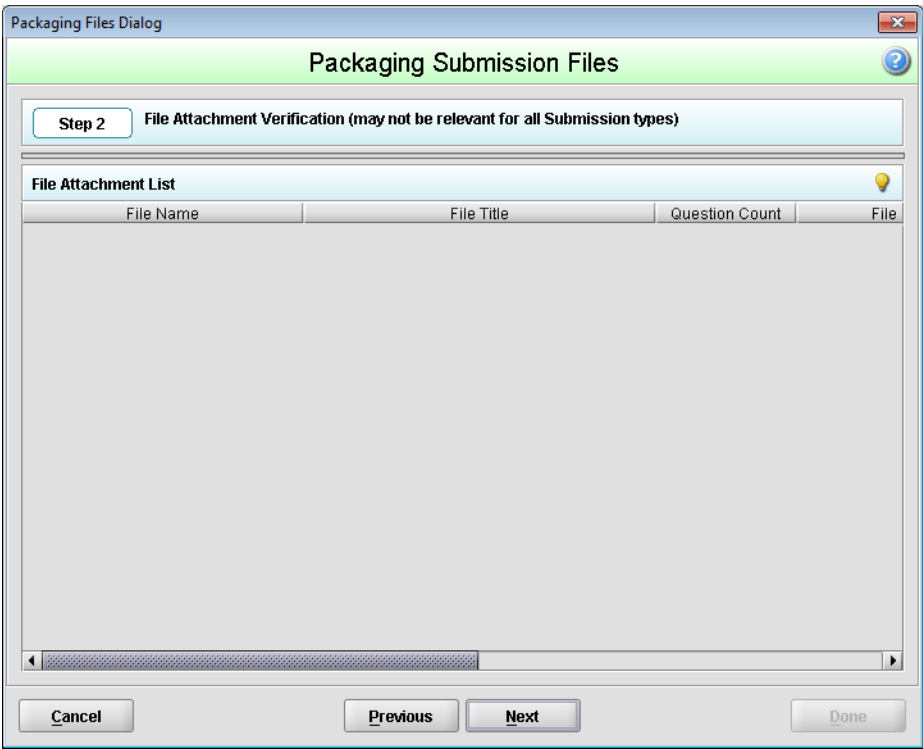 Packaging Files Dialog
Packaging Submission Files
Step 2 File Attachment Verification (may not be relevant for all Submission types)
File Attachment List
File Name File Title Question Count File
Cancel Previous Next Done